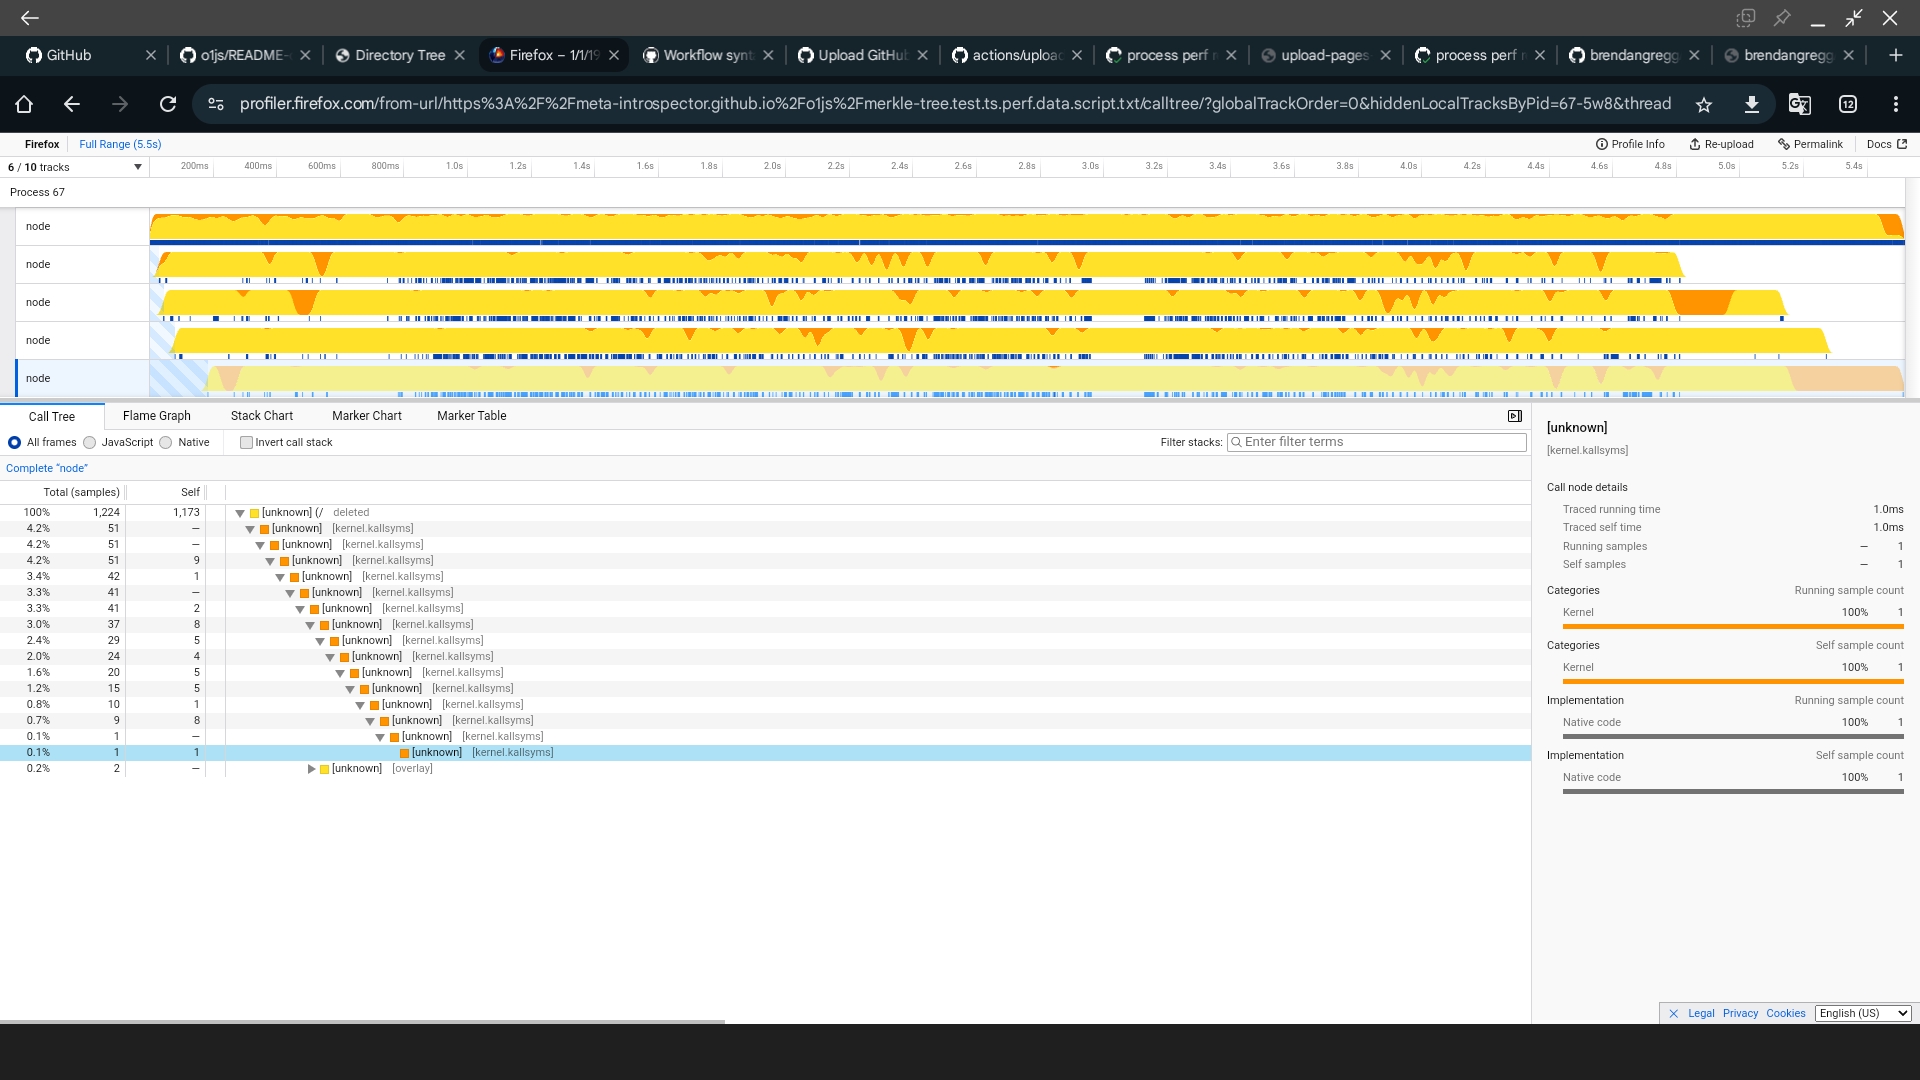 GitHub
o1js/README-
Directory Tree
Firefox – 1/1/19
Workflow synt
Upload GitHub
actions/upload
process perf r
upload-pages-
process perf r
brendangregg
brendangregg
profiler.firefox.com/from-url/https%3A%2F%2Fmeta-introspector.github.io%2Fo1js%2Fmerkle-tree.test.ts.perf.data.script.txt/calltree/?globalTrackOrder=0&hiddenLocalTracksByPid=67-5w8&thread
12
Firefox Full Range (5.5s) Profile Info Re-upload Permalink Docs
6 / 10 tracks 200ms 400ms 600ms 800ms 1.0s 1.2s 1.4s 1.6s 1.8s 2.0s 2.2s 2.4s 2.6s 2.8s 3.0s 3.2s 3.4s 3.6s 3.8s 4.0s 4.2s 4.4s 4.6s 4.8s 5.0s 5.2s 5.4s
Process 67
node
node
node
node
node
Call Tree Flame Graph Stack Chart Marker Chart Marker Table
All frames JavaScript Native Invert call stack Filter stacks: Enter filter terms
Complete “node”
Total (samples) Self
100% 1,224 1,173 [unknown] (/ deleted
4.2% 51 — [unknown] [kernel.kallsyms]
4.2% 51 — [unknown] [kernel.kallsyms]
4.2% 51 9 [unknown] [kernel.kallsyms]
3.4% 42 1 [unknown] [kernel.kallsyms]
3.3% 41 — [unknown] [kernel.kallsyms]
3.3% 41 2 [unknown] [kernel.kallsyms]
3.0% 37 8 [unknown] [kernel.kallsyms]
2.4% 29 5 [unknown] [kernel.kallsyms]
2.0% 24 4 [unknown] [kernel.kallsyms]
1.6% 20 5 [unknown] [kernel.kallsyms]
1.2% 15 5 [unknown] [kernel.kallsyms]
0.8% 10 1 [unknown] [kernel.kallsyms]
0.7% 9 8 [unknown] [kernel.kallsyms]
0.1% 1 — [unknown] [kernel.kallsyms]
0.1% 1 1 [unknown] [kernel.kallsyms]
0.2% 2 — [unknown] [overlay]
[unknown]
[kernel.kallsyms]
Call node details
Traced running time 1.0ms
Traced self time 1.0ms
Running samples — 1
Self samples — 1
Categories Running sample count
Kernel 100% 1
Categories Self sample count
Kernel 100% 1
Implementation Running sample count
Native code 100% 1
Implementation Self sample count
Native code 100% 1
Legal Privacy Cookies English (US)